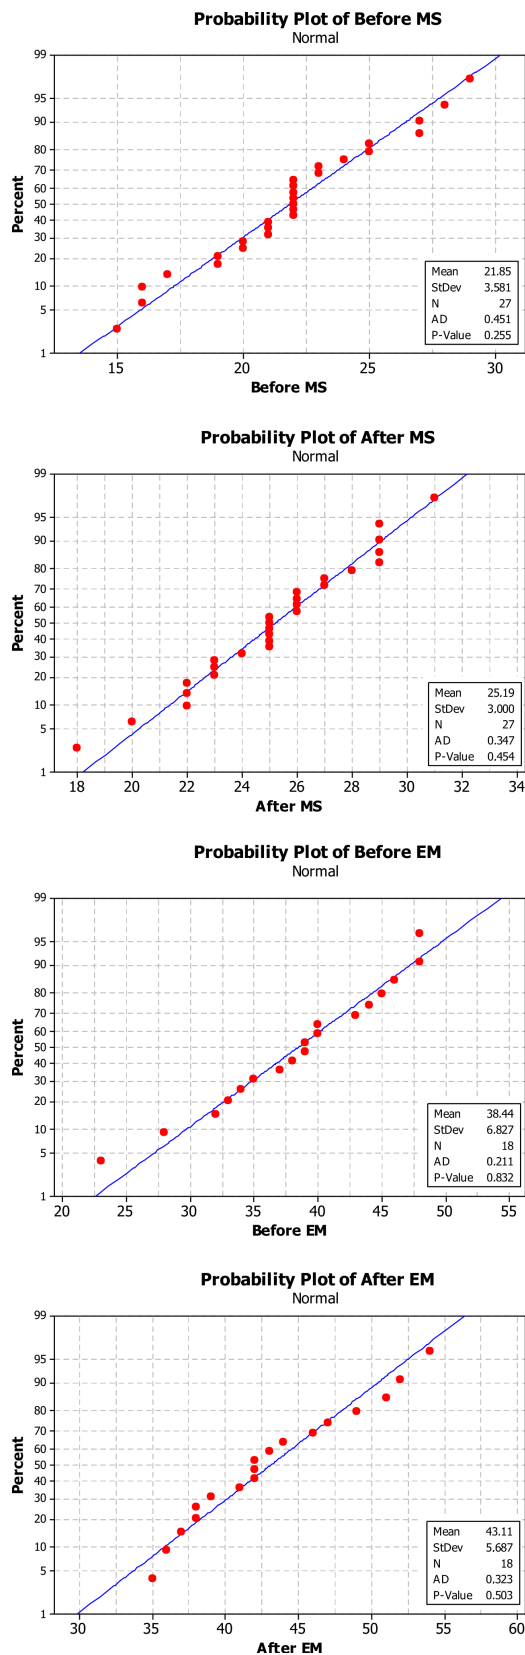 Probability Plot of Before MS
Normal
99
95
90
80
70
60
50
40
30
20
10
5
1
Percent
Mean 21.85
StDev 3.581
N 27
AD 0.451
P-Value 0.255
15 20 25 30
Before MS
Probability Plot of After MS
Normal
99
95
90
80
70
60
50
40
30
20
10
5
1
Percent
Mean 25.19
StDev 3.000
N 27
AD 0.347
P-Value 0.454
18 20 22 24 26 28 30 32 34
After MS
Probability Plot of Before EM
Normal
99
95
90
80
70
60
50
40
30
20
10
5
1
Percent
Mean 38.44
StDev 6.827
N 18
AD 0.211
P-Value 0.832
20 25 30 35 40 45 50 55
Before EM
Probability Plot of After EM
Normal
99
95
90
80
70
60
50
40
30
20
10
5
1
Percent
Mean 43.11
StDev 5.687
N 18
AD 0.323
P-Value 0.503
30 35 40 45 50 55 60
After EM